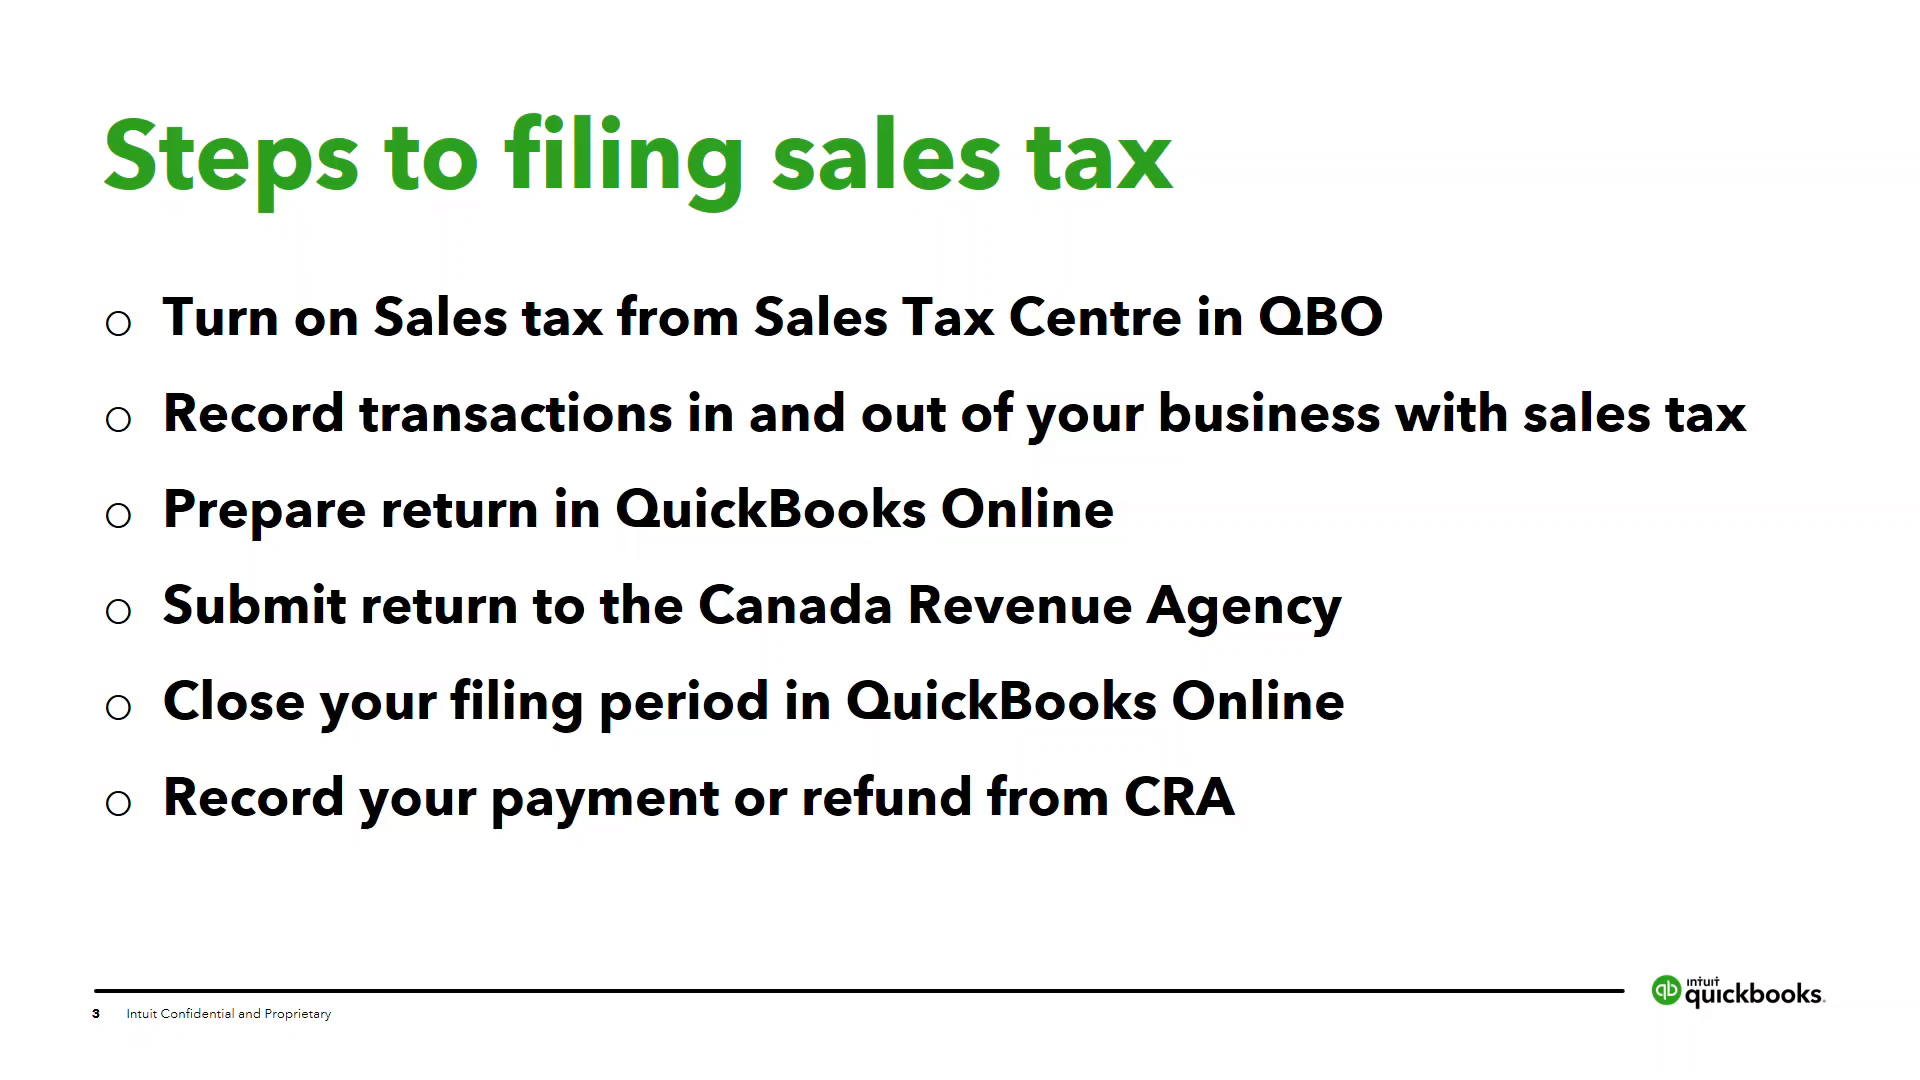 Steps to filing sales tax
o Turn on Sales tax from Sales Tax Centre in QBO
o Record transactions in and out of your business with sales tax
o Prepare return in QuickBooks Online
o Submit return to the Canada Revenue Agency
o Close your filing period in QuickBooks Online
o Record your payment or refund from CRA
3 Intuit Confidential and Proprietary
qb intuit quickbooks.